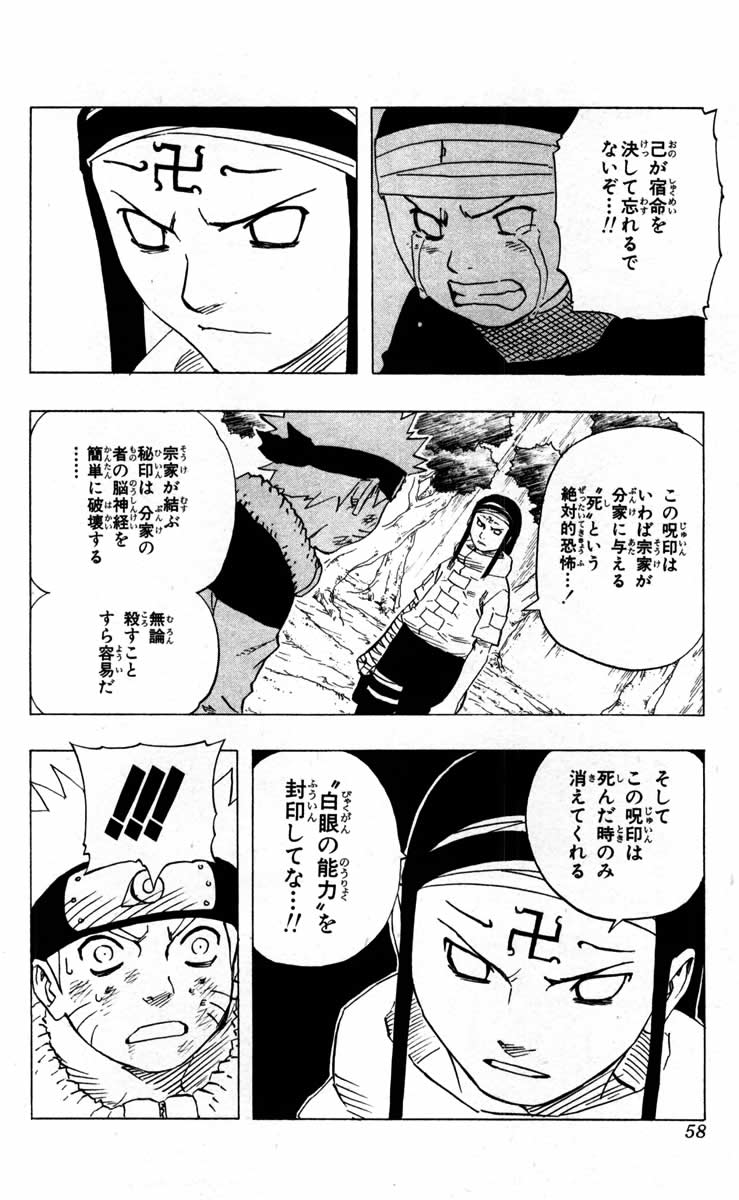 己が宿命を
決して忘れるで
ないぞ…!!
この呪印は
いわば宗家が
分家に与える
〝死〟という
絶対的恐怖…!
宗家が結ぶ
秘印は 分家の
者の脳神経を
簡単に破壊する
……
無論
殺すこと
すら容易だ
そして
この呪印は
死んだ時のみ
消えてくれる
〝白眼の能力〟を
封印してな…!!
!!!
58